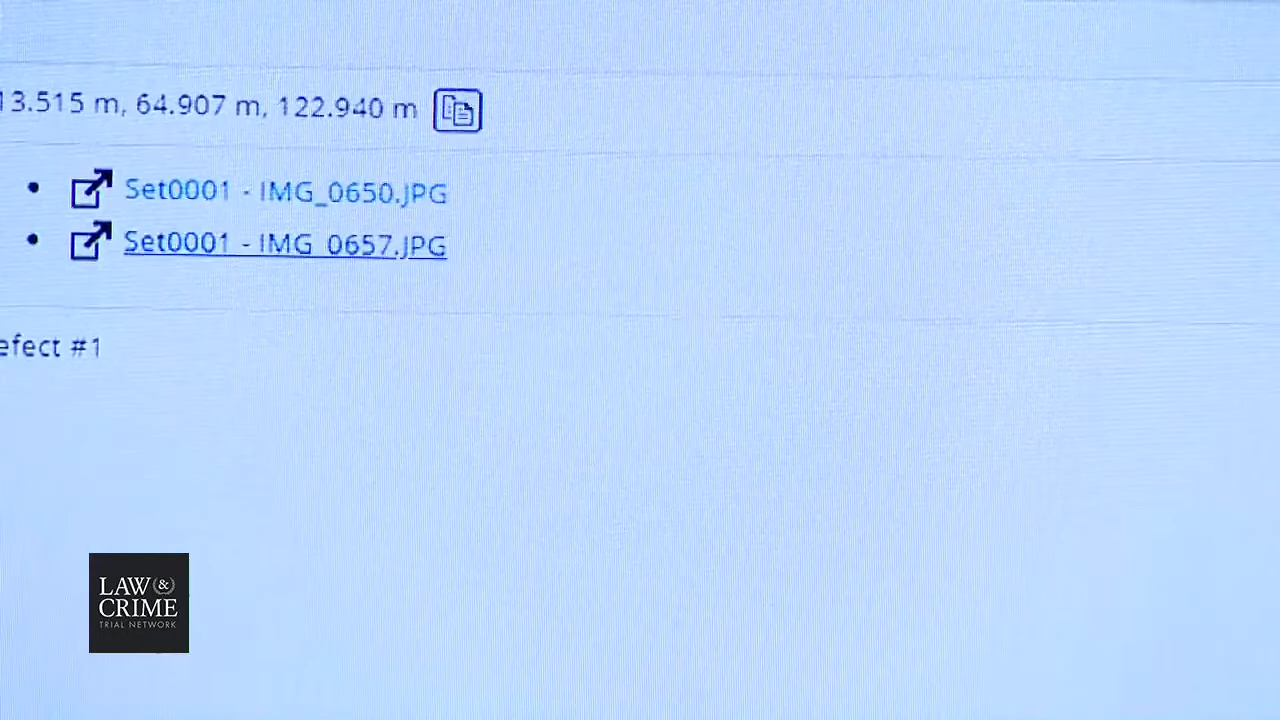 13.515 m, 64.907 m, 122.940 m
Set0001 - IMG_0650.JPG
Set0001 - IMG_0657.JPG
efect #1
LAW & CRIME
TRIAL NETWORK